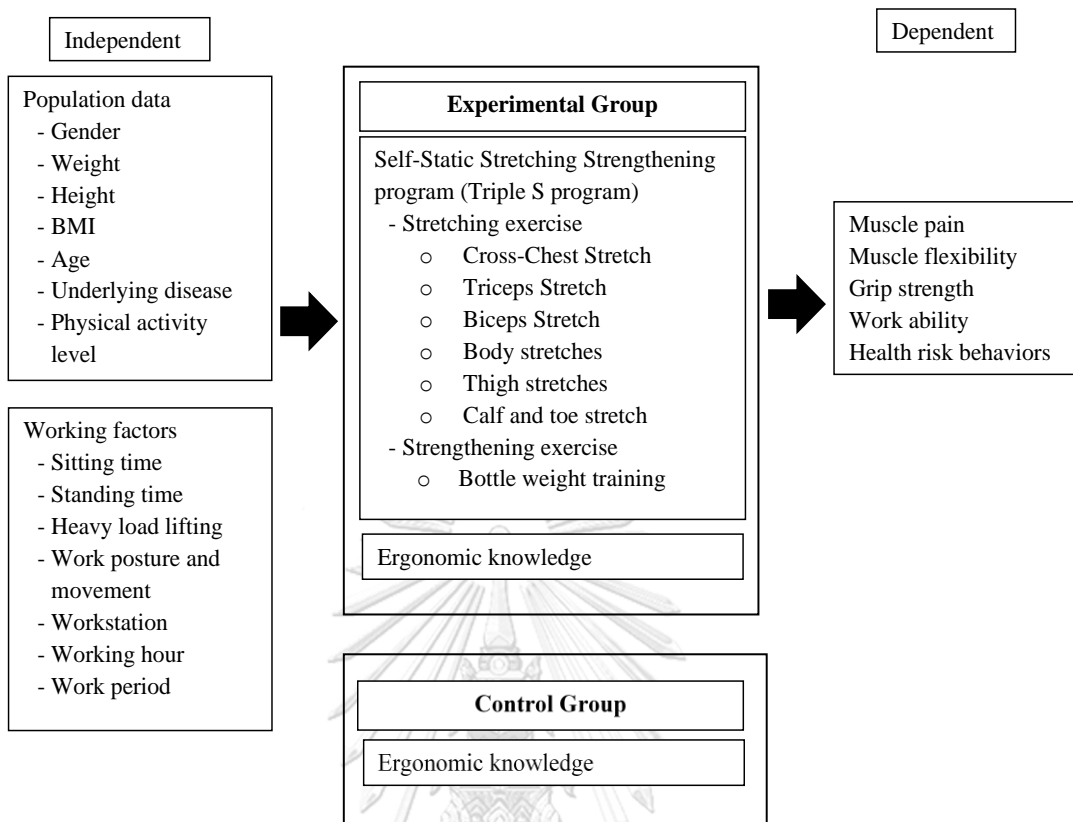 Independent
Population data
- Gender
- Weight
- Height
- BMI
- Age
- Underlying disease
- Physical activity
level
Working factors
- Sitting time
- Standing time
- Heavy load lifting
- Work posture and
movement
- Workstation
- Working hour
- Work period
Experimental Group
Self-Static Stretching Strengthening
program (Triple S program)
- Stretching exercise
o Cross-Chest Stretch
o Triceps Stretch
o Biceps Stretch
o Body stretches
o Thigh stretches
o Calf and toe stretch
- Strengthening exercise
o Bottle weight training
Ergonomic knowledge
Control Group
Ergonomic knowledge
Dependent
Muscle pain
Muscle flexibility
Grip strength
Work ability
Health risk behaviors